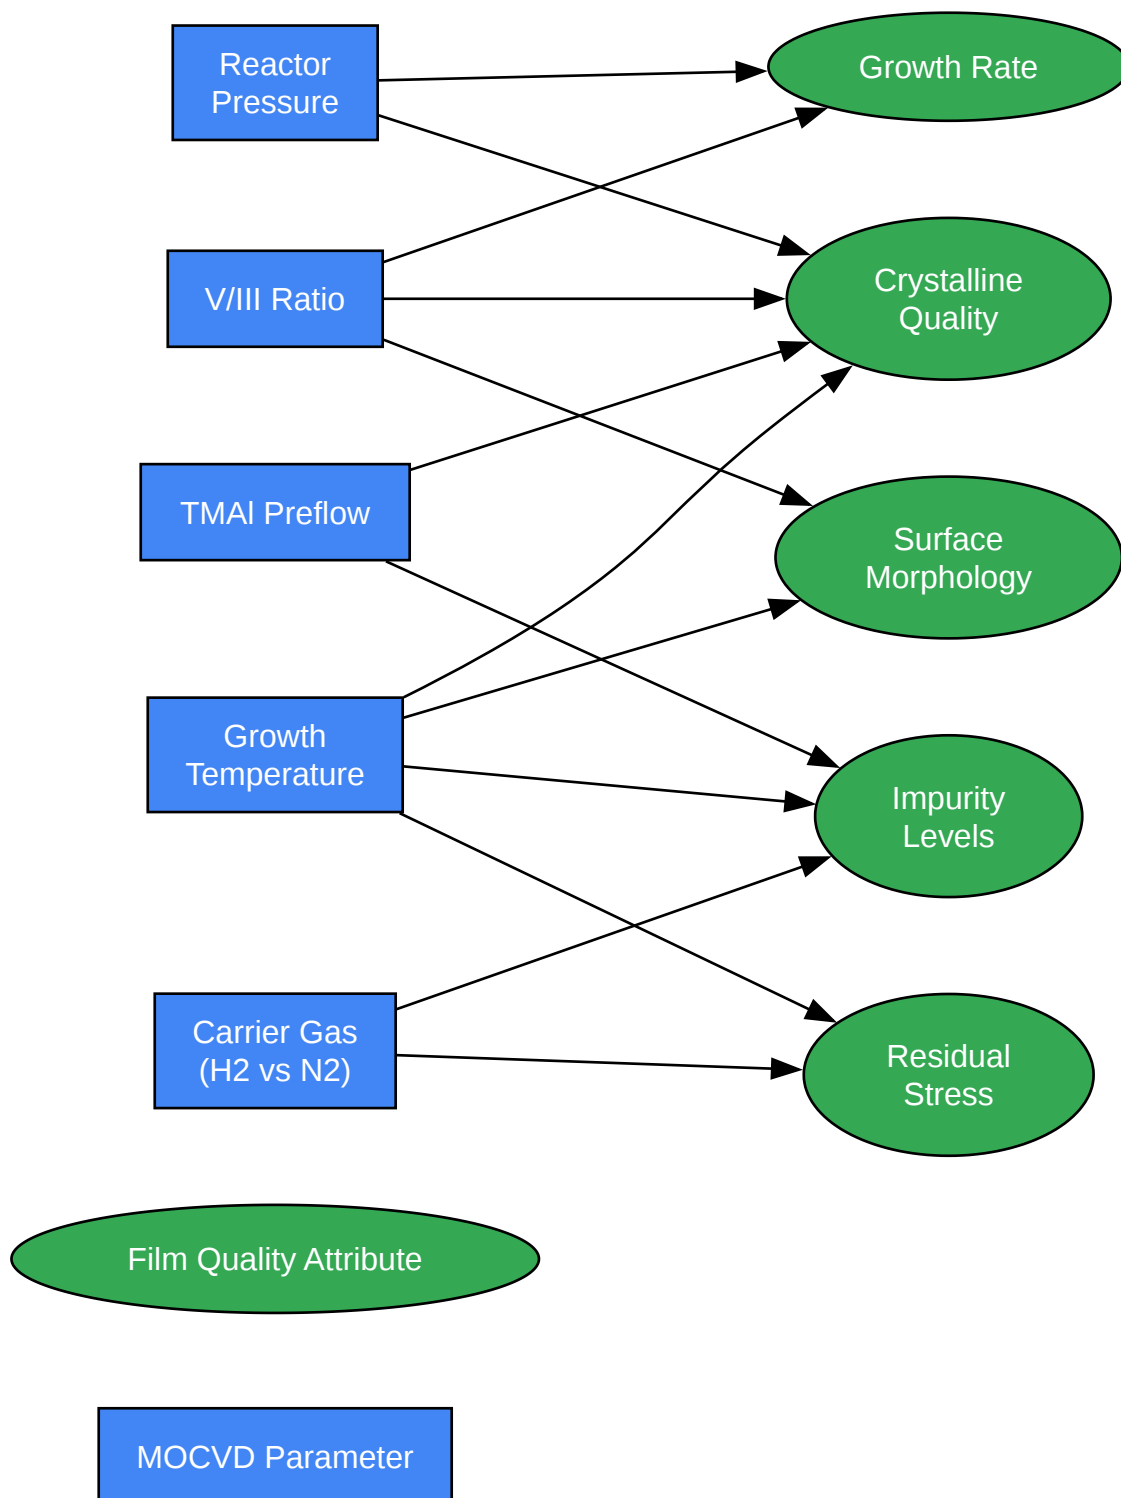 Reactor
Pressure
Growth Rate
V/III Ratio
Crystalline
Quality
TMAl Preflow
Surface
Morphology
Growth
Temperature
Impurity
Levels
Carrier Gas
(H2 vs N2)
Residual
Stress
Film Quality Attribute
MOCVD Parameter